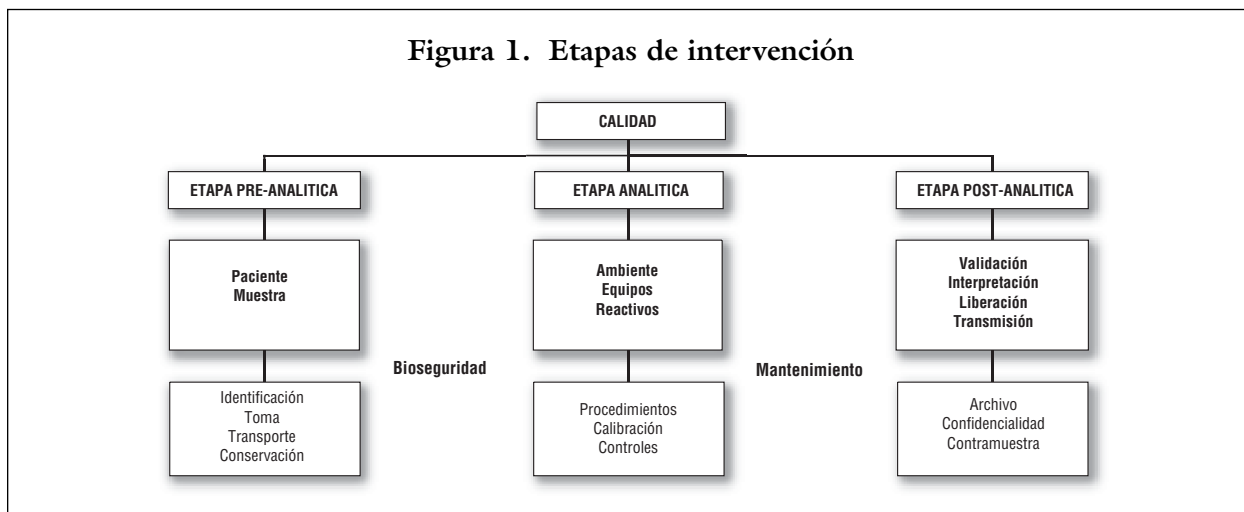 Figura 1. Etapas de intervención
CALIDAD
ETAPA PRE-ANALITICA
ETAPA ANALITICA
ETAPA POST-ANALITICA
Paciente
Muestra
Ambiente
Equipos
Reactivos
Validación
Interpretación
Liberación
Transmisión
Bioseguridad
Mantenimiento
Identificación
Toma
Transporte
Conservación
Procedimientos
Calibración
Controles
Archivo
Confidencialidad
Contramuestra